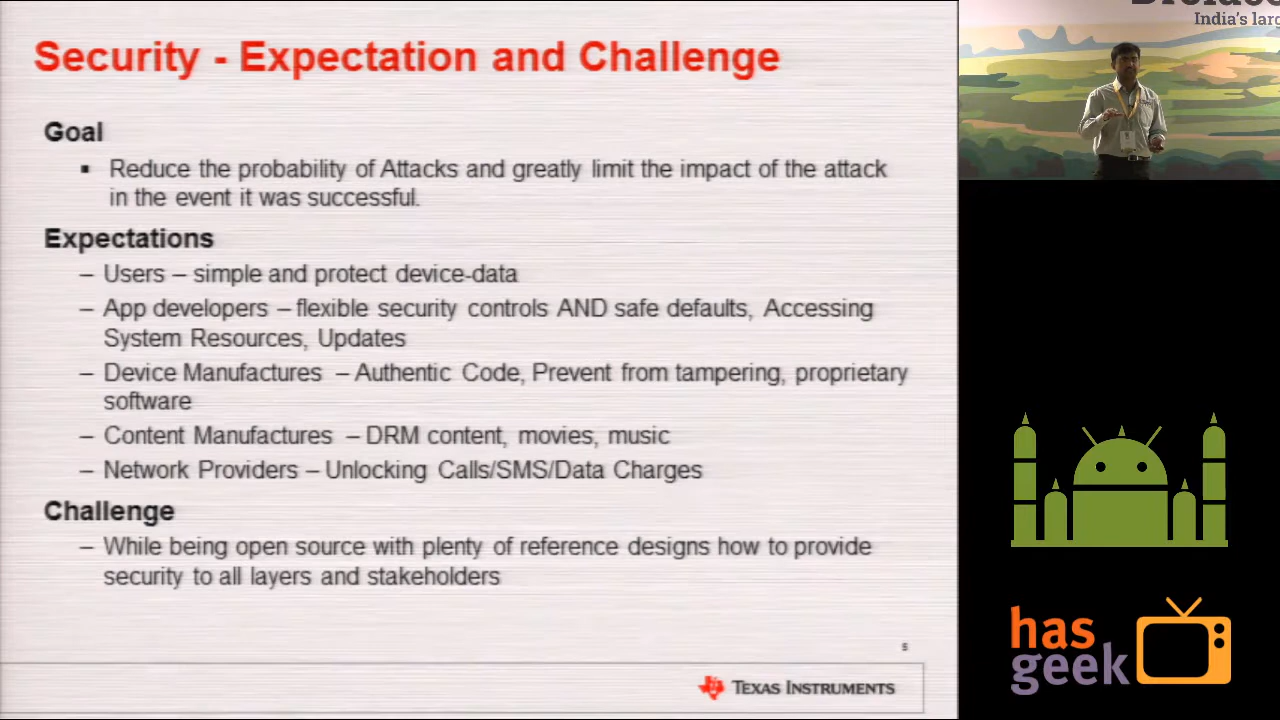 Security - Expectation and Challenge
Goal
▪ Reduce the probability of Attacks and greatly limit the impact of the attack
in the event it was successful.
Expectations
– Users – simple and protect device-data
– App developers – flexible security controls AND safe defaults, Accessing
System Resources, Updates
– Device Manufactures – Authentic Code, Prevent from tampering, proprietary
software
– Content Manufactures – DRM content, movies, music
– Network Providers – Unlocking Calls/SMS/Data Charges
Challenge
– While being open source with plenty of reference designs how to provide
security to all layers and stakeholders
5
TEXAS INSTRUMENTS
India's larg
has
geek